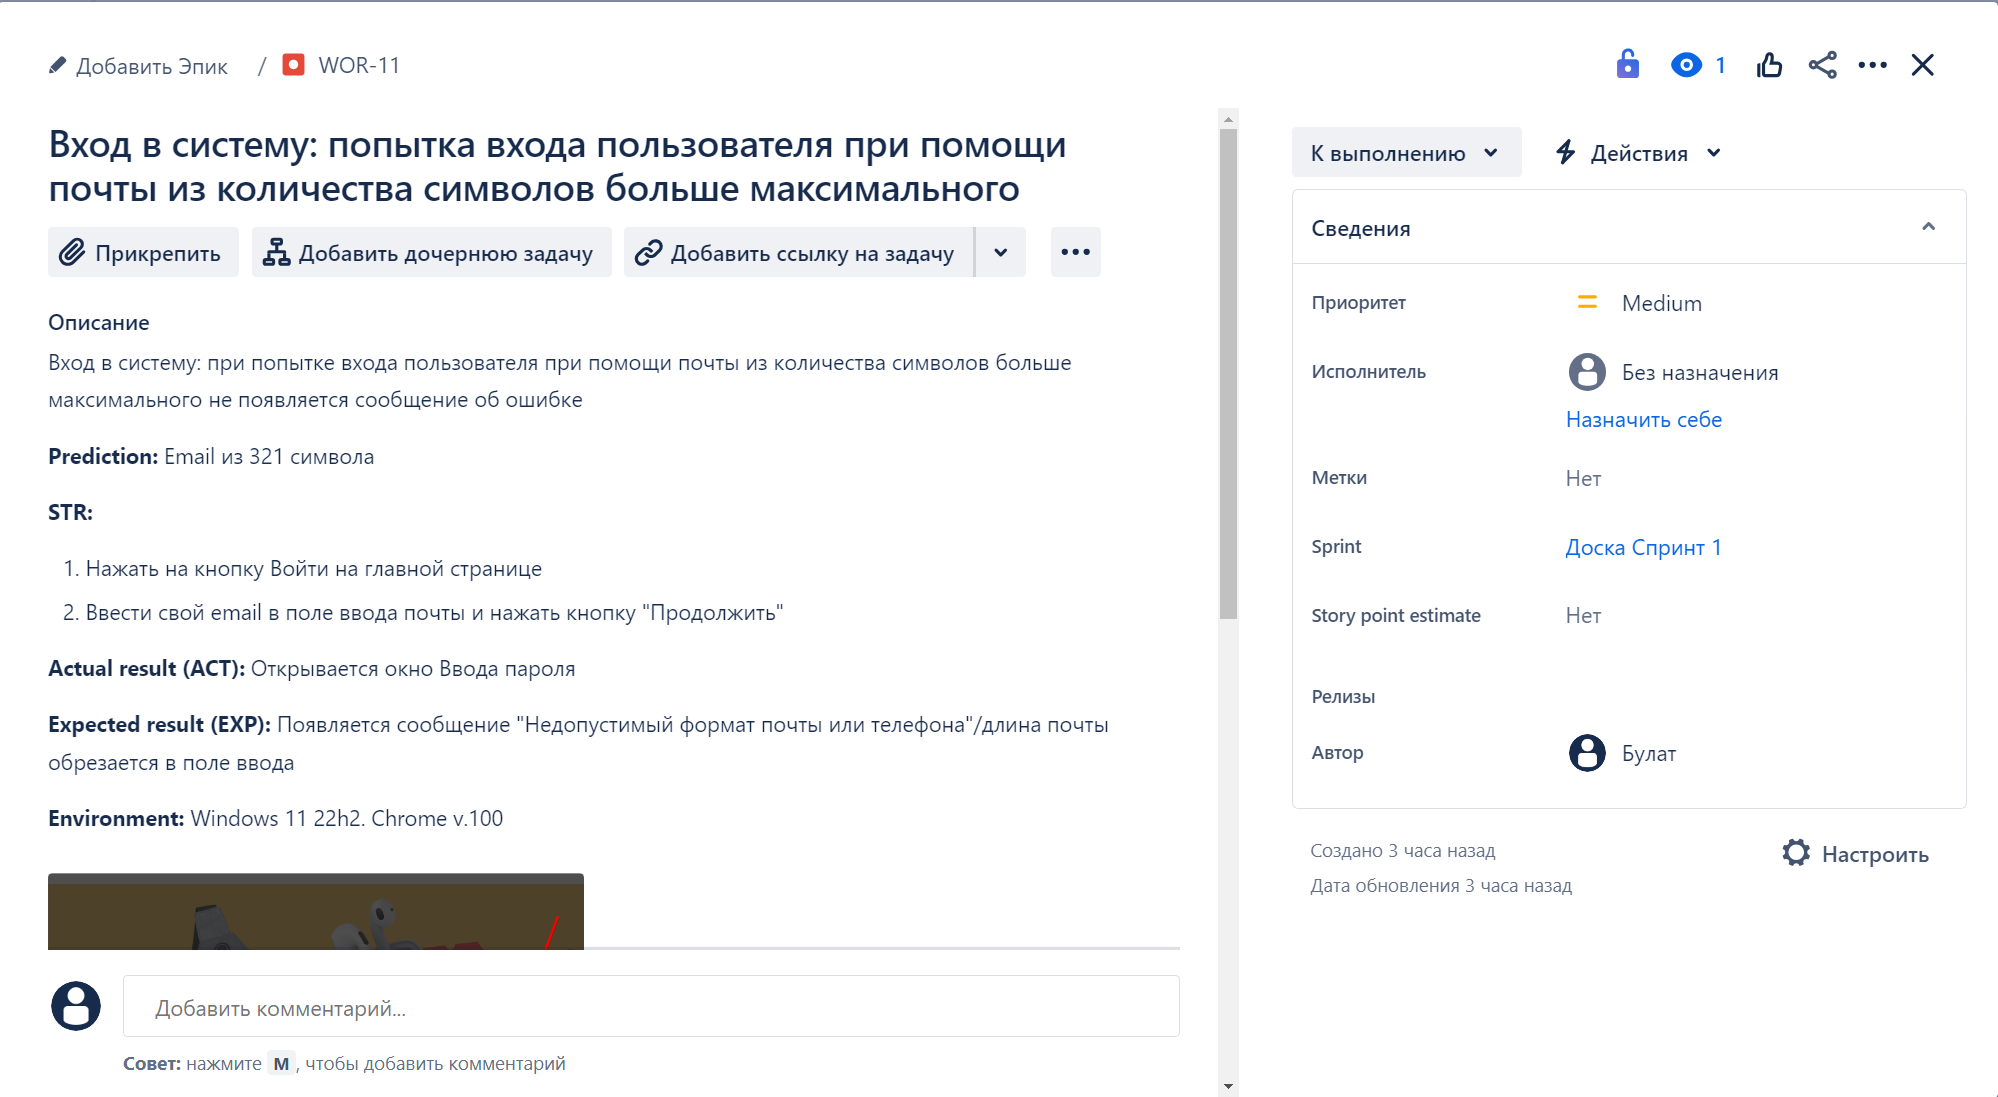 Добавить Эпик / WOR-11
1
Вход в систему: попытка входа пользователя при помощи
почты из количества символов больше максимального
Прикрепить
Добавить дочернюю задачу
Добавить ссылку на задачу
Описание
Вход в систему: при попытке входа пользователя при помощи почты из количества символов больше
максимального не появляется сообщение об ошибке
Prediction: Email из 321 символа
STR:
1. Нажать на кнопку Войти на главной странице
2. Ввести свой email в поле ввода почты и нажать кнопку "Продолжить"
Actual result (ACT): Открывается окно Ввода пароля
Expected result (EXP): Появляется сообщение "Недопустимый формат почты или телефона"/длина почты
обрезается в поле ввода
Environment: Windows 11 22h2. Chrome v.100
Добавить комментарий...
Совет: нажмите M , чтобы добавить комментарий
К выполнению
Действия
Сведения
Приоритет
Medium
Исполнитель
Без назначения
Назначить себе
Метки
Нет
Sprint
Доска Спринт 1
Story point estimate
Нет
Релизы
Автор
Булат
Создано 3 часа назад
Дата обновления 3 часа назад
Настроить